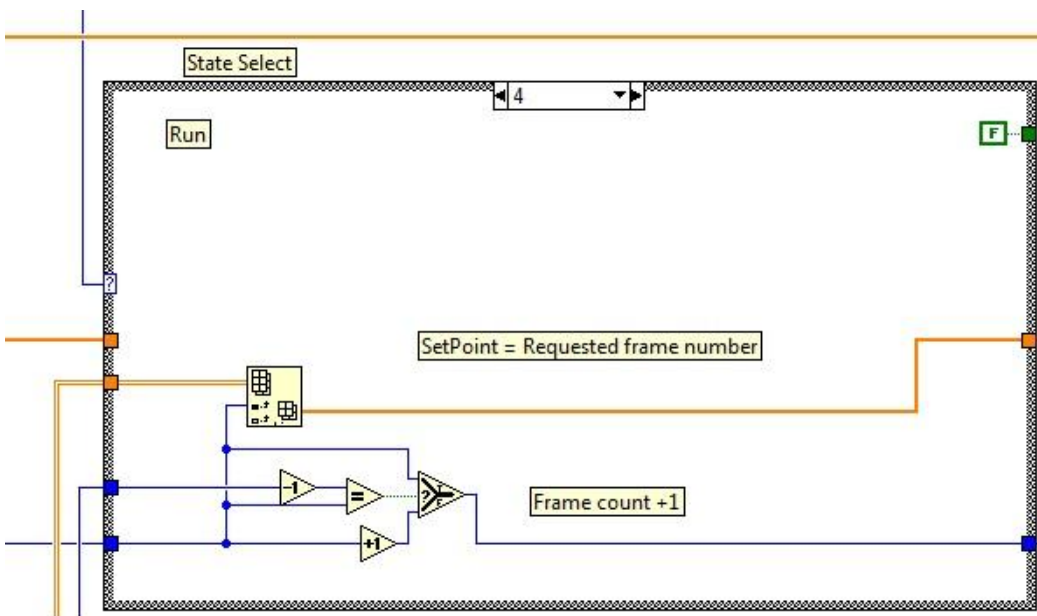 State Select
4
Run
F
?
SetPoint = Requested frame number
-1
=
?
T
F
Frame count +1
+1